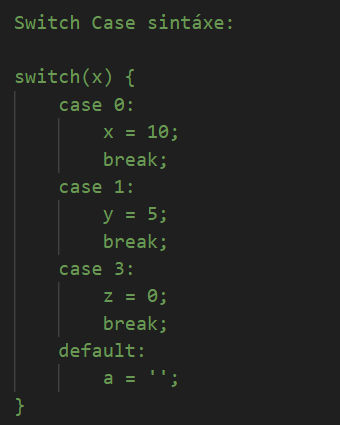 Switch Case sintáxe:
switch(x) {
case 0:
x = 10;
break;
case 1:
y = 5;
break;
case 3:
z = 0;
break;
default:
a = '';
}